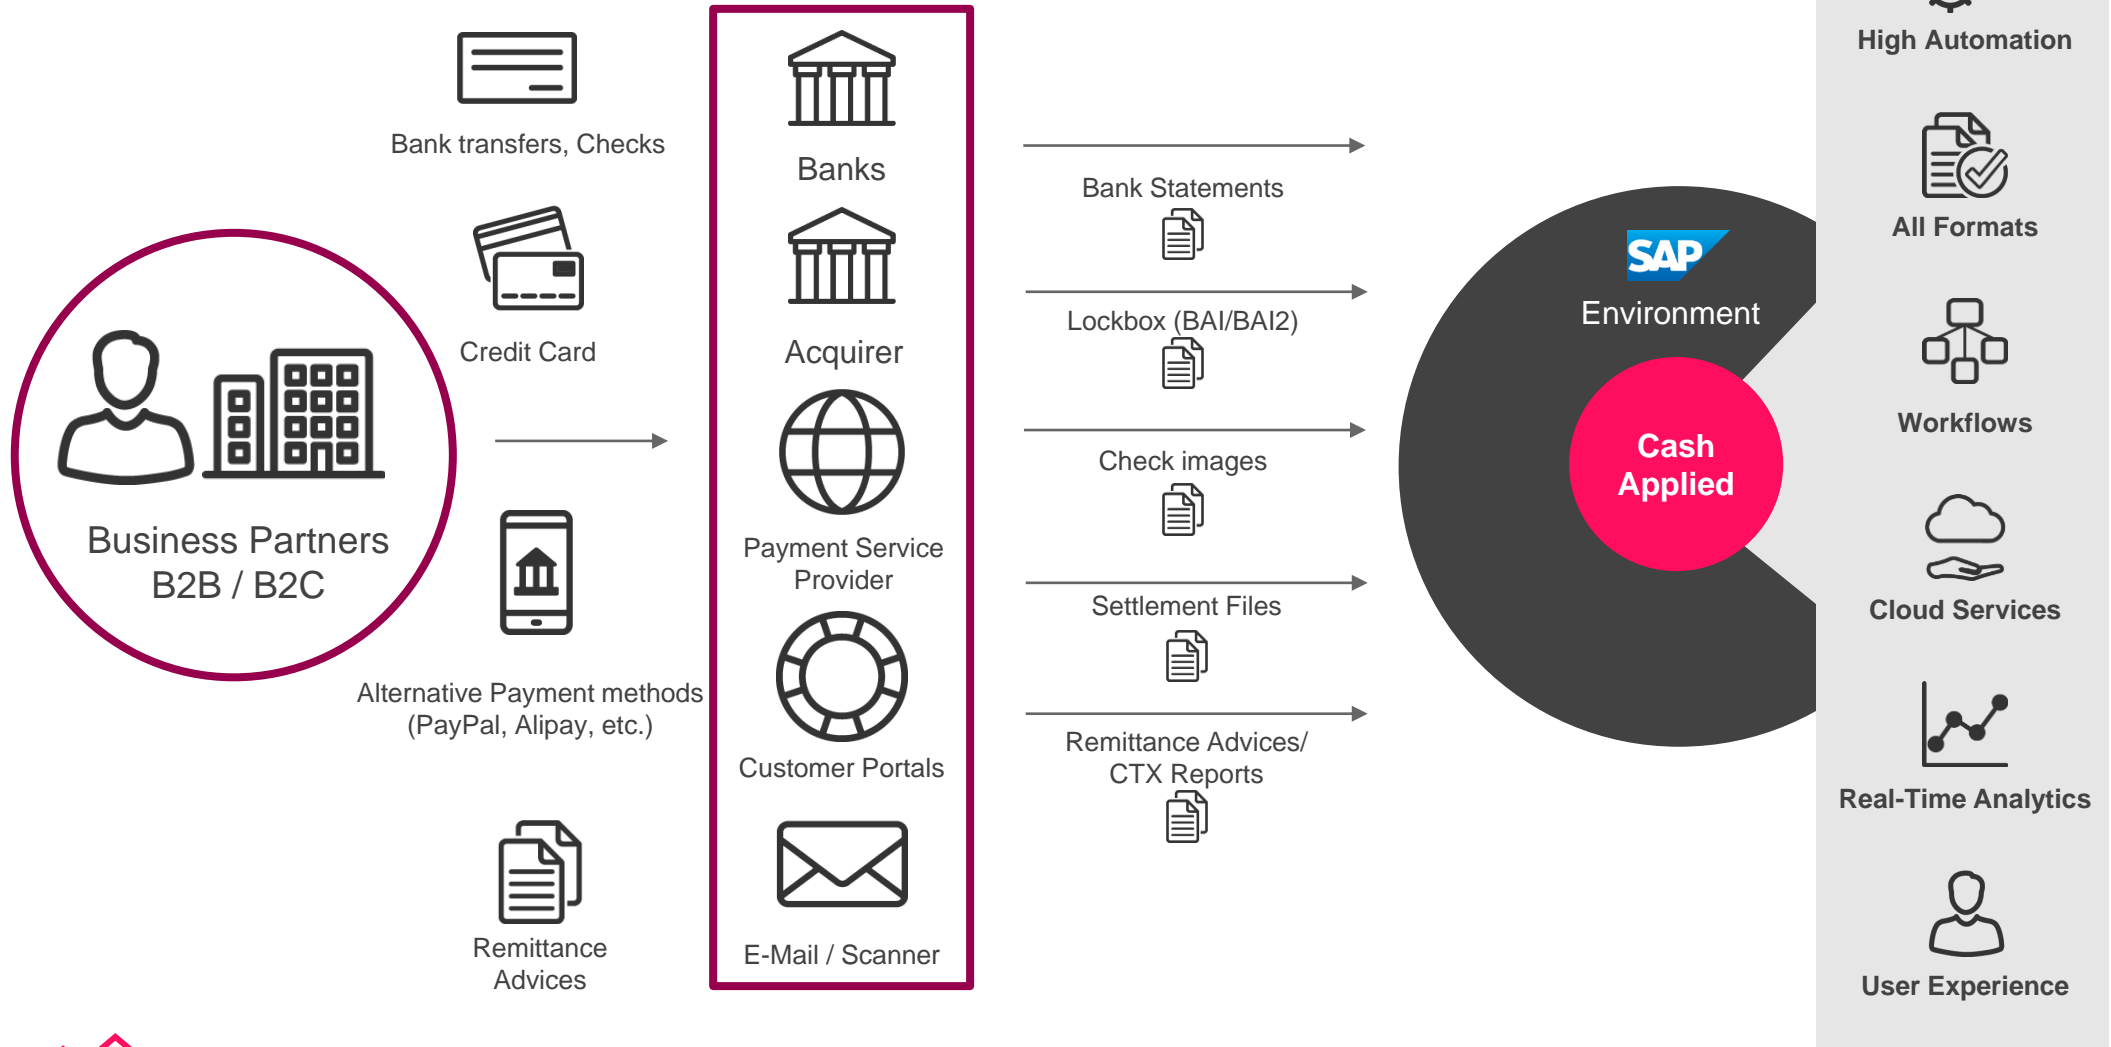 Bank transfers, Checks
Credit Card
Business Partners
B2B / B2C
Alternative Payment methods
(PayPal, Alipay, etc.)
Remittance
Advices
Banks
Acquirer
Payment Service
Provider
Customer Portals
E-Mail / Scanner
Bank Statements
Lockbox (BAI/BAI2)
Check images
Settlement Files
Remittance Advices/
CTX Reports
SAP
Environment
Cash
Applied
High Automation
All Formats
Workflows
Cloud Services
Real-Time Analytics
User Experience